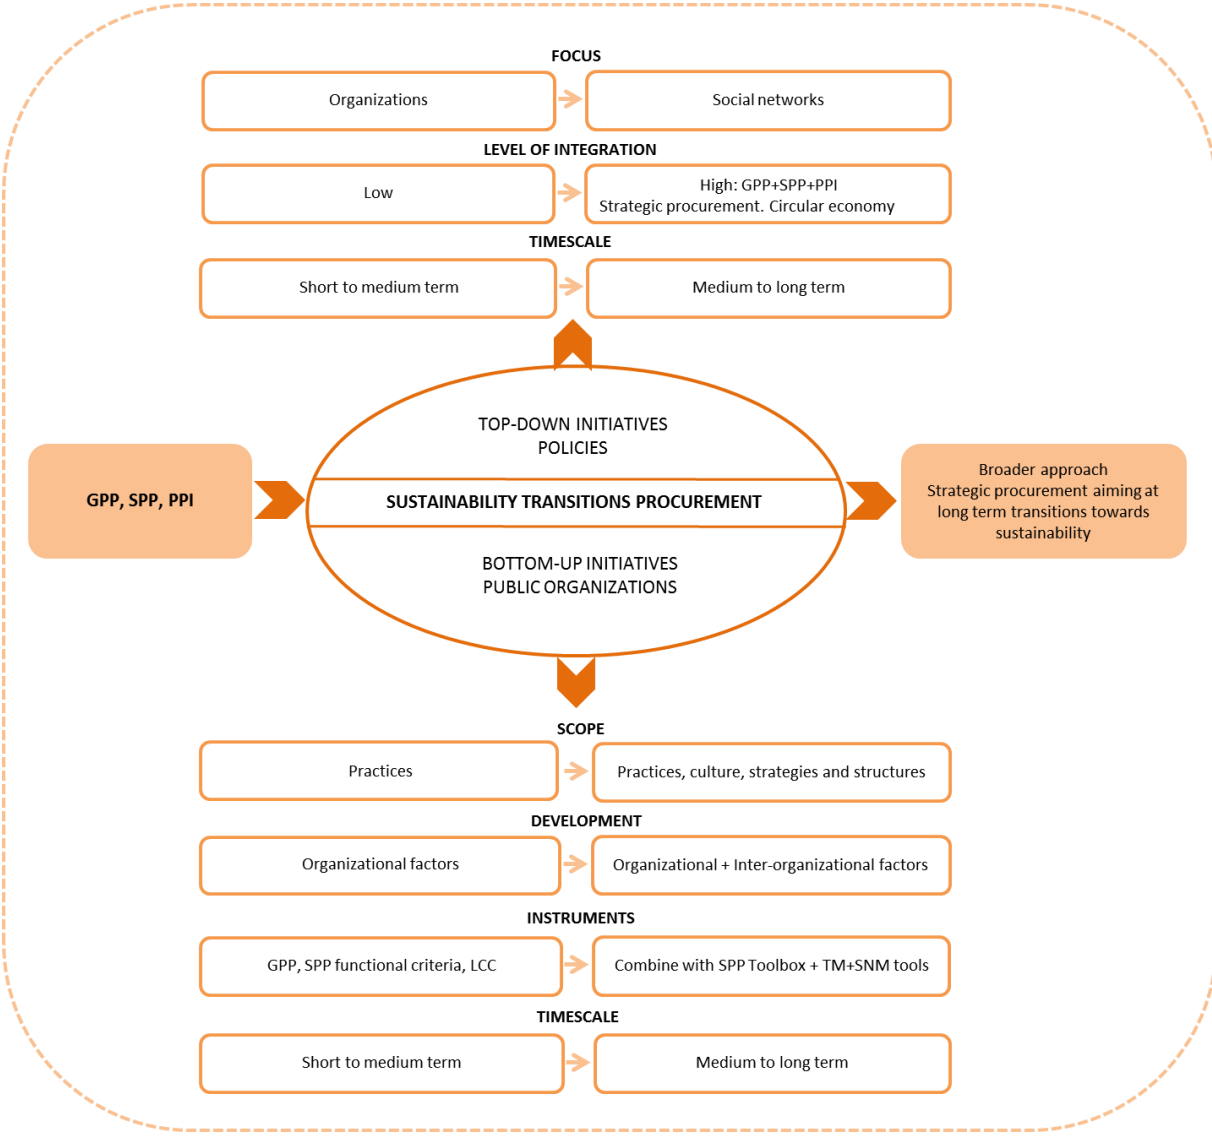 FOCUS
Organizations
Social networks
LEVEL OF INTEGRATION
Low
High: GPP+SPP+PPI
Strategic procurement. Circular economy
TIMESCALE
Short to medium term
Medium to long term
TOP-DOWN INITIATIVES
POLICIES
GPP, SPP, PPI
SUSTAINABILITY TRANSITIONS PROCUREMENT
Broader approach
Strategic procurement aiming at
long term transitions towards
sustainability
BOTTOM-UP INITIATIVES
PUBLIC ORGANIZATIONS
SCOPE
Practices
Practices, culture, strategies and structures
DEVELOPMENT
Organizational factors
Organizational + Inter-organizational factors
INSTRUMENTS
GPP, SPP functional criteria, LCC
Combine with SPP Toolbox + TM+SNM tools
TIMESCALE
Short to medium term
Medium to long term